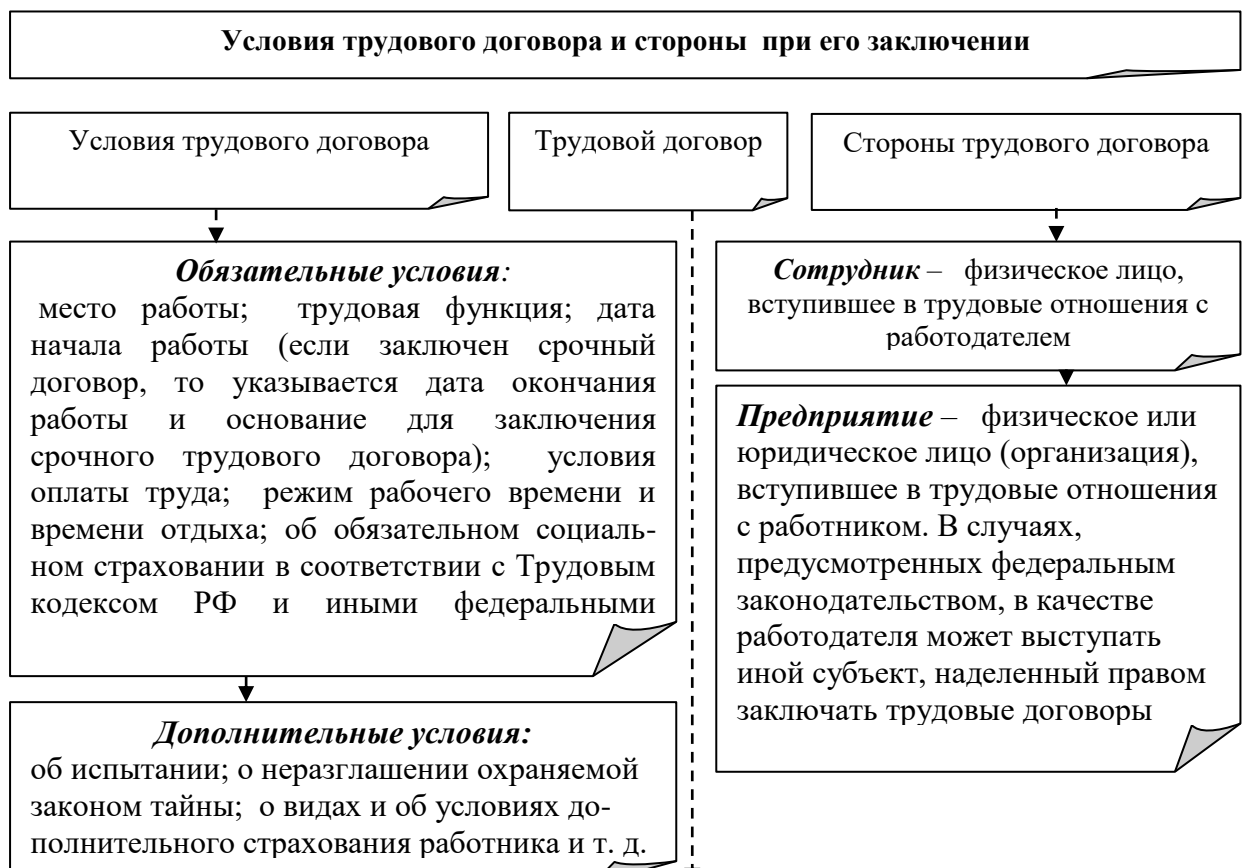 Условия трудового договора и стороны при его заключении
Условия трудового договора
Трудовой договор
Стороны трудового договора
Обязательные условия:
место работы; трудовая функция; дата
начала работы (если заключен срочный
договор, то указывается дата окончания
работы и основание для заключения
срочного трудового договора); условия
оплаты труда; режим рабочего времени и
времени отдыха; об обязательном социаль-
ном страховании в соответствии с Трудовым
кодексом РФ и иными федеральными
Дополнительные условия:
об испытании; о неразглашении охраняемой
законом тайны; о видах и об условиях до-
полнительного страхования работника и т. д.
Сотрудник – физическое лицо,
вступившее в трудовые отношения с
работодателем
Предприятие – физическое или
юридическое лицо (организация),
вступившее в трудовые отношения
с работником. В случаях,
предусмотренных федеральным
законодательством, в качестве
работодателя может выступать
иной субъект, наделенный правом
заключать трудовые договоры